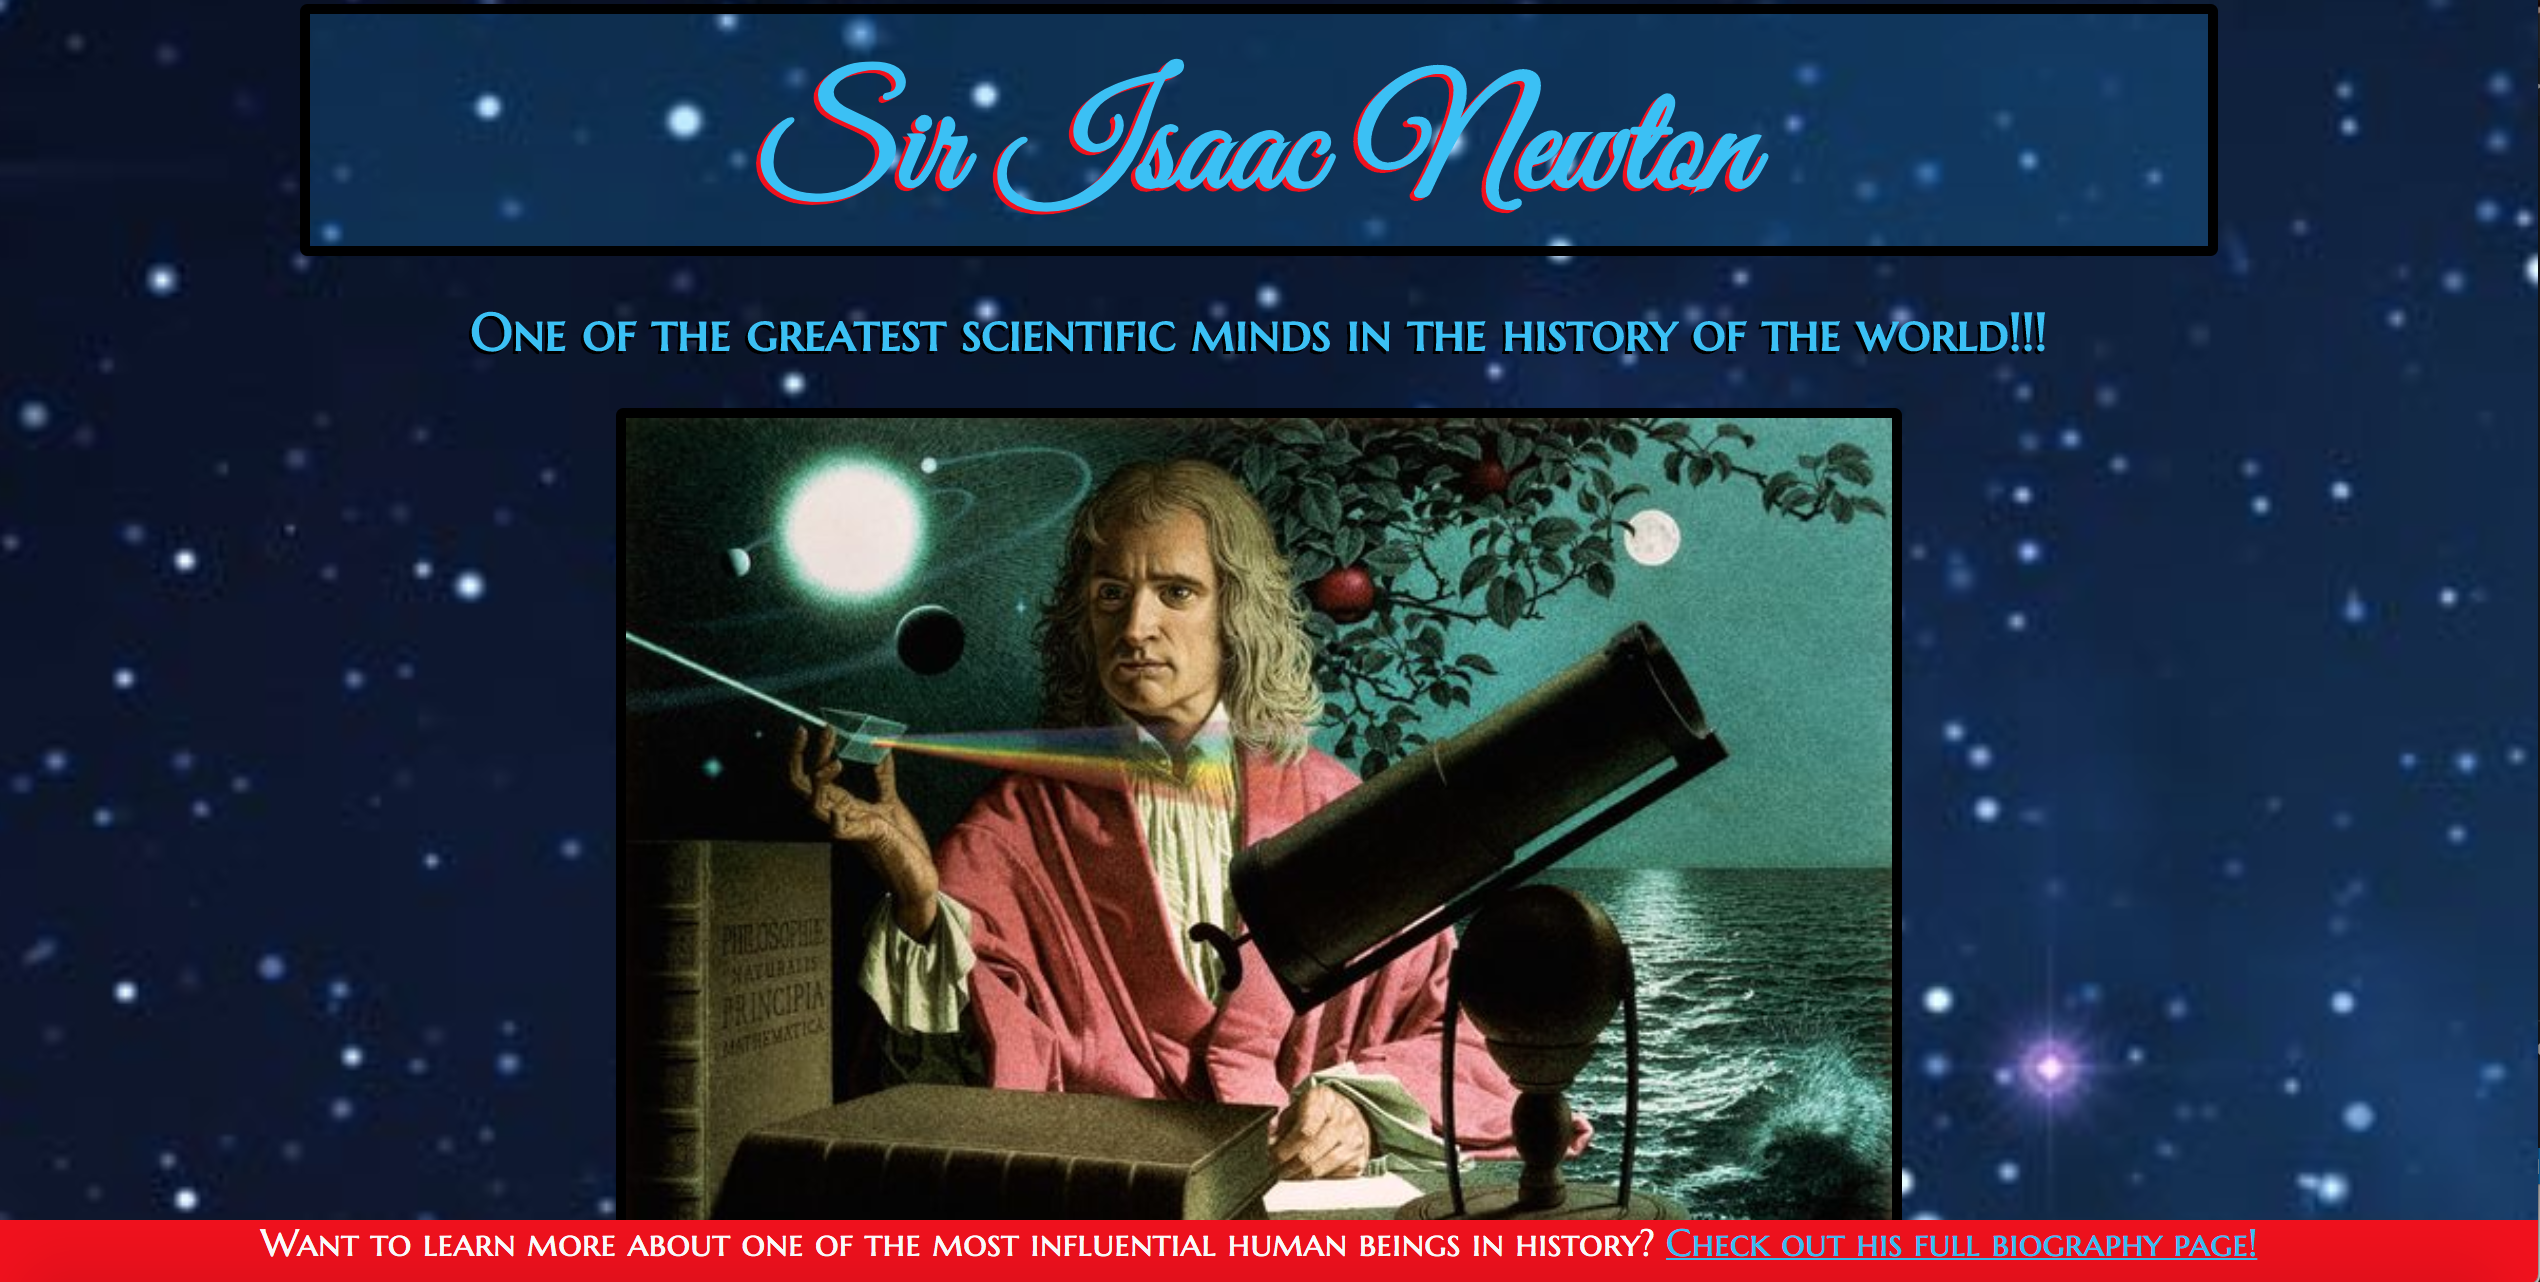 Sir Isaac Newton
One of the greatest scientific minds in the history of the world!!!
PHILOSOPHIÆ
NATURALIS
PRINCIPIA
MATHEMATICA
Want to learn more about one of the most influential human beings in history? Check out his full biography page!